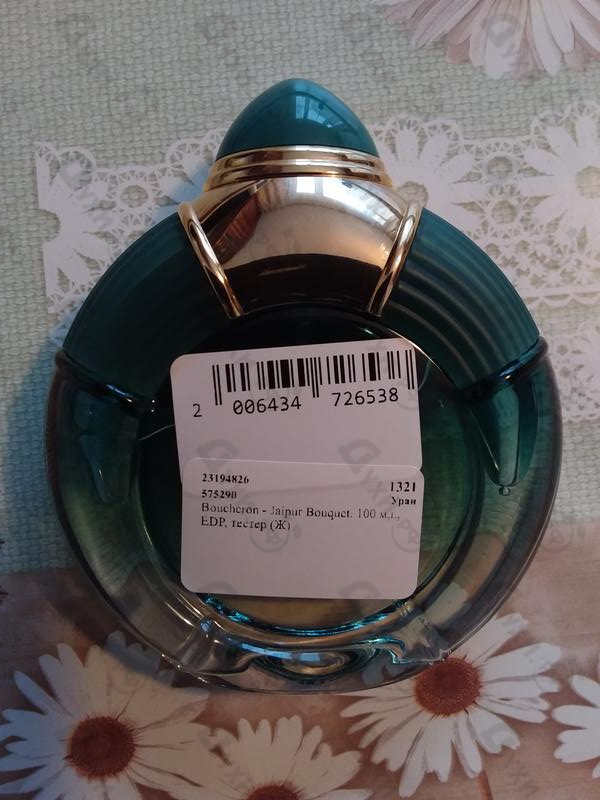 2 006434 726538
23194826 1321
575290 Уран
Boucheron - Jaipur Bouquet, 100 мл.,
EDP, тестер (Ж)